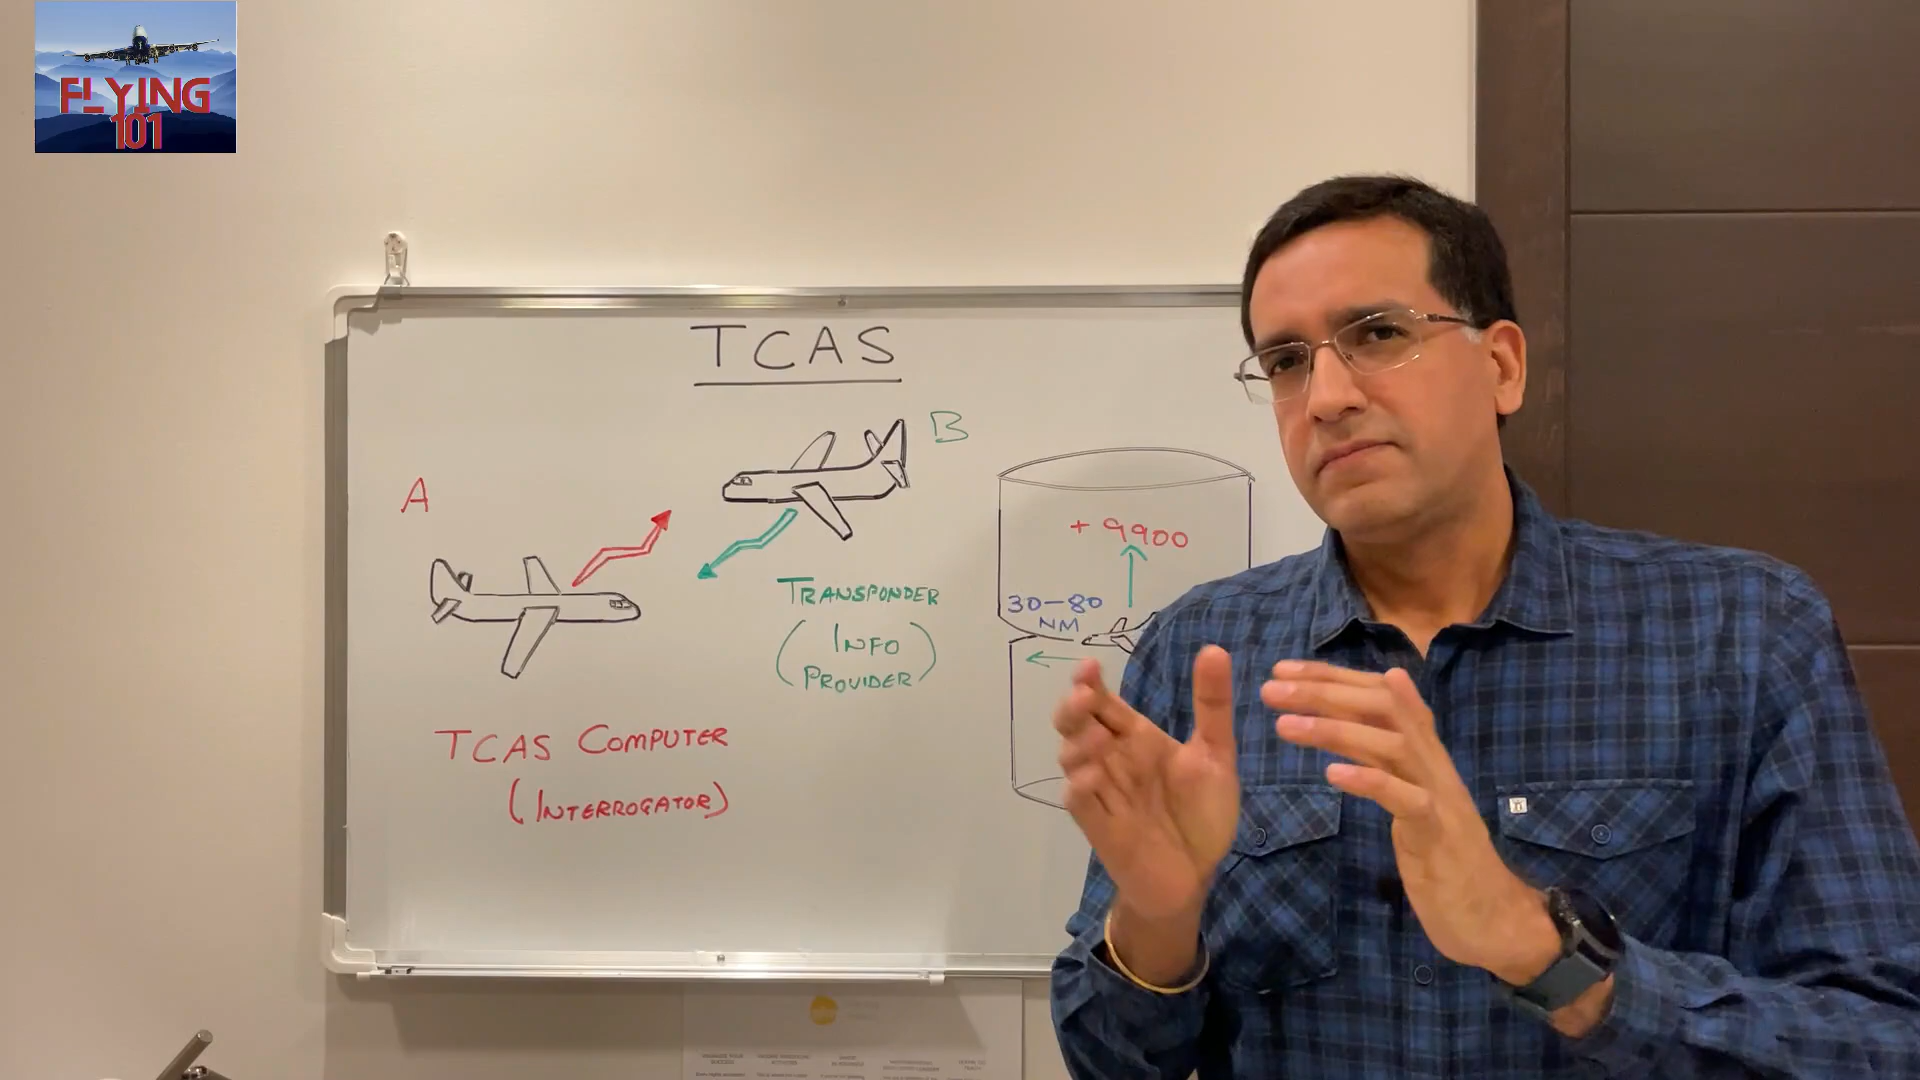 FLYING
101
TCAS
B
A
+ 9900
TRANSPONDER
(INFO
PROVIDER)
30-80
NM
TCAS COMPUTER
(INTERROGATOR)